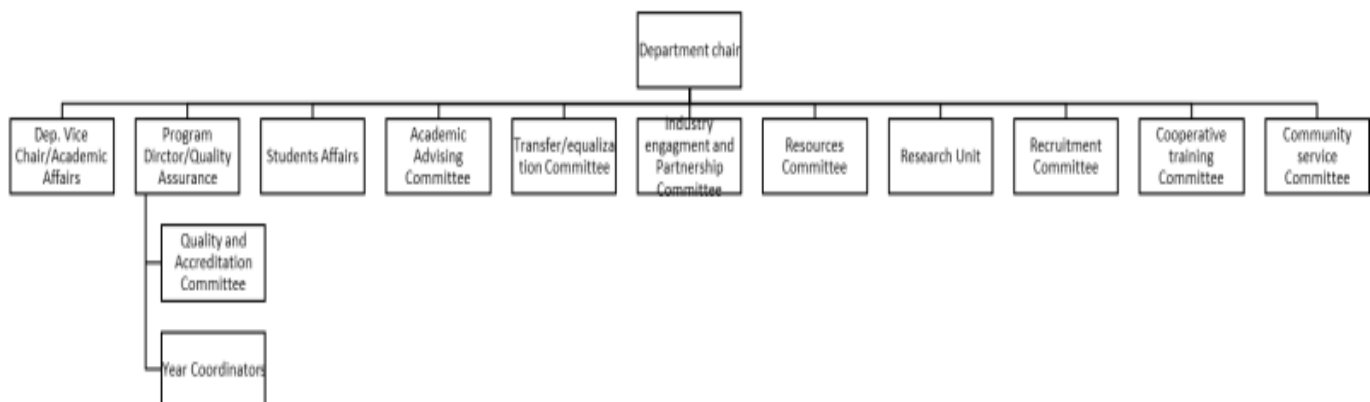 Department chair
Dep. Vice
Chair/Academic
Affairs
Program
Dirctor/Quality
Assurance
Students Affairs
Academic
Advising
Committee
Transfer/equaliza
tion Committee
Industry
engagment and
Partnership
Committee
Resources
Committee
Research Unit
Recruitment
Committee
Cooperative
training
Committee
Community
service
Committee
Quality and
Accreditation
Committee
Year Coordinators